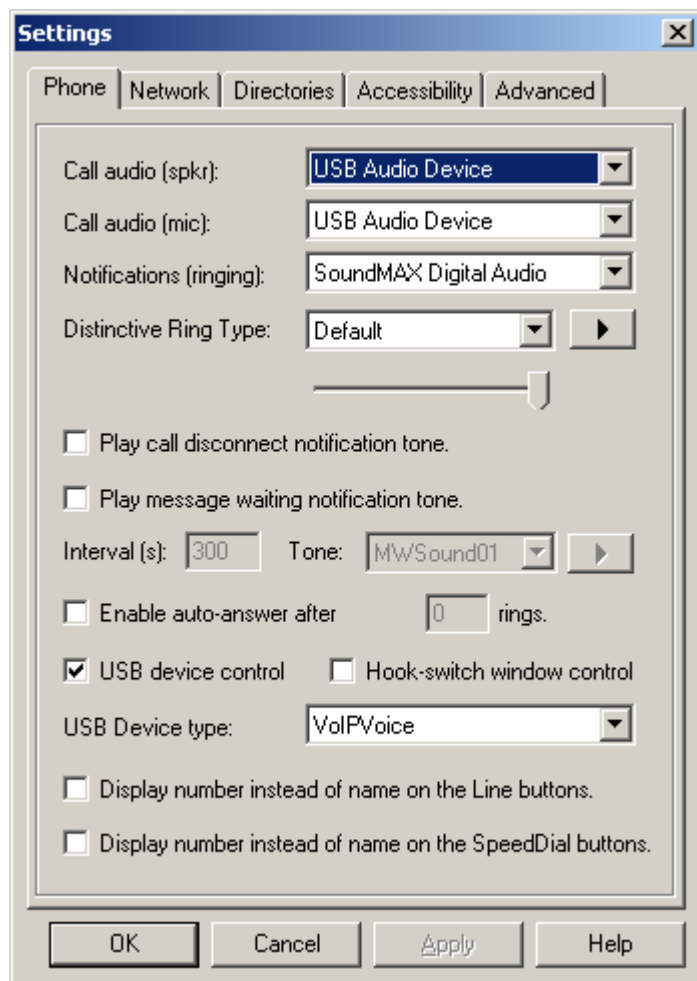 Settings
Phone Network Directories Accessibility Advanced
Call audio (spkr): USB Audio Device
Call audio (mic): USB Audio Device
Notifications (ringing): SoundMAX Digital Audio
Distinctive Ring Type: Default
Play call disconnect notification tone.
Play message waiting notification tone.
Interval (s): 300 Tone: MWSound01
Enable auto-answer after 0 rings.
USB device control Hook-switch window control
USB Device type: VoIPVoice
Display number instead of name on the Line buttons.
Display number instead of name on the SpeedDial buttons.
OK Cancel Apply Help